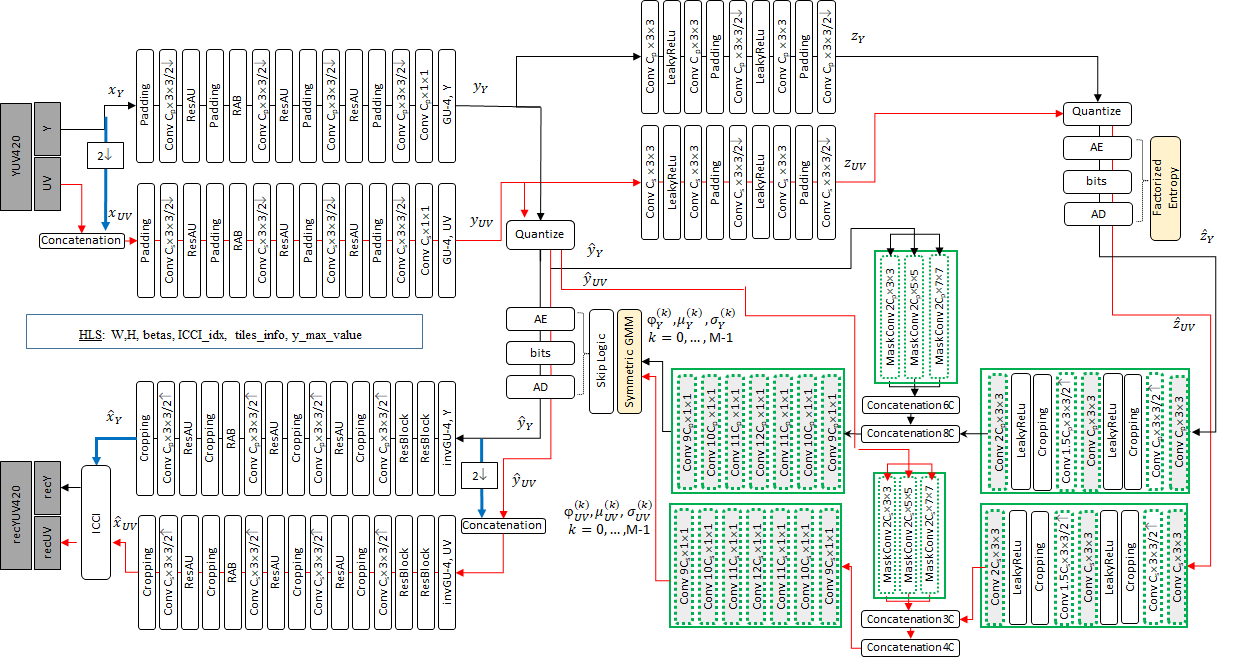 YUV420
Y
UV
2↓
x_Y
x_UV
Concatenation
Padding
Conv C_p×3×3/2↓
ResAU
Padding
RAB
Conv C_p×3×3/2↓
ResAU
Padding
Conv C_p×3×3/2↓
ResAU
Padding
Conv C_p×3×3/2↓
Conv C_p×1×1
GU-4, Y
y_Y
Padding
Conv C_s×3×3/2↓
ResAU
Padding
RAB
Conv C_s×3×3/2↓
ResAU
Padding
Conv C_s×3×3/2↓
ResAU
Padding
Conv C_s×3×3/2↓
Conv C_s×1×1
GU-4, UV
y_UV
Conv C_p×3×3
LeakyReLu
Conv C_p×3×3
Padding
Conv C_p×3×3/2↓
LeakyReLu
Conv C_p×3×3
Padding
Conv C_p×3×3/2↓
z_Y
Conv C_s×3×3
LeakyReLu
Conv C_s×3×3
Padding
Conv C_s×3×3/2↓
LeakyReLu
Conv C_s×3×3
Padding
Conv C_s×3×3/2↓
z_UV
Quantize
AE
bits
AD
Factorized
Entropy
ẑ_Y
ẑ_UV
Quantize
ŷ_Y
ŷ_UV
AE
bits
AD
Skip Logic
Symmetric GMM
φ_Y^(k), μ_Y^(k), σ_Y^(k)
k = 0, … , M-1
MaskConv 2C_p×3×3
MaskConv 2C_p×5×5
MaskConv 2C_p×7×7
Concatenation 6C
Concatenation 8C
HLS: W,H, betas, ICCI_idx, tiles_info, y_max_value
Conv 9C×1×1
Conv 10C×1×1
Conv 11C×1×1
Conv 12C×1×1
Conv 11C×1×1
Conv 10C×1×1
Conv 9C×1×1
Conv 2C×3×3
LeakyReLu
Cropping
Conv 1.5C×3×3/2↑
Conv C×3×3
LeakyReLu
Cropping
Conv C_p×3×3/2↑
Conv C_p×3×3
x̂_Y
Cropping
Conv C_p×3×3/2↑
ResAU
Cropping
RAB
Conv C_p×3×3/2↑
ResAU
Cropping
Conv C_p×3×3/2↑
ResAU
Cropping
Conv C_p×3×3/2↑
ResBlock
ResBlock
invGU-4, Y
ŷ_Y
2↓
ŷ_UV
Concatenation
φ_UV^(k), μ_UV^(k), σ_UV^(k)
k = 0, … ,M-1
Conv 9C×1×1
Conv 10C×1×1
Conv 11C×1×1
Conv 12C×1×1
Conv 11C×1×1
Conv 10C×1×1
Conv 2C×1×1
MaskConv 2C×3×3
MaskConv 2C×5×5
MaskConv 2C×7×7
Concatenation 3C
Concatenation 4C
Conv 2C×3×3
LeakyReLu
Cropping
Conv 1.5C×3×3/2↑
Conv C×3×3
LeakyReLu
Cropping
Conv C_s×3×3/2↑
Conv C_s×3×3
recYUV420
recY
recUV
ICCI
x̂_UV
Cropping
Conv C_s×3×3/2↑
ResAU
Cropping
RAB
Conv C_s×3×3/2↑
ResAU
Cropping
Conv C_s×3×3/2↑
ResAU
Cropping
Conv C_s×3×3/2↑
ResBlock
ResBlock
invGU-4, UV